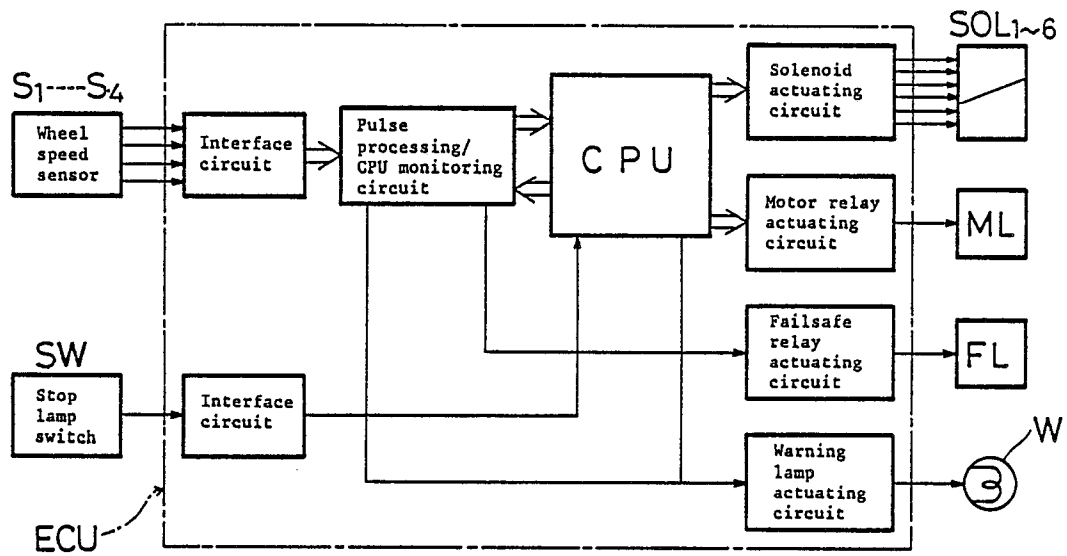 SOL1~6
S1----S4
Wheel
speed
sensor
Interface
circuit
Pulse
processing/
CPU monitoring
circuit
CPU
Solenoid
actuating
circuit
Motor relay
actuating
circuit
ML
Failsafe
relay
actuating
circuit
FL
SW
Stop
lamp
switch
Interface
circuit
Warning
lamp
actuating
circuit
W
ECU